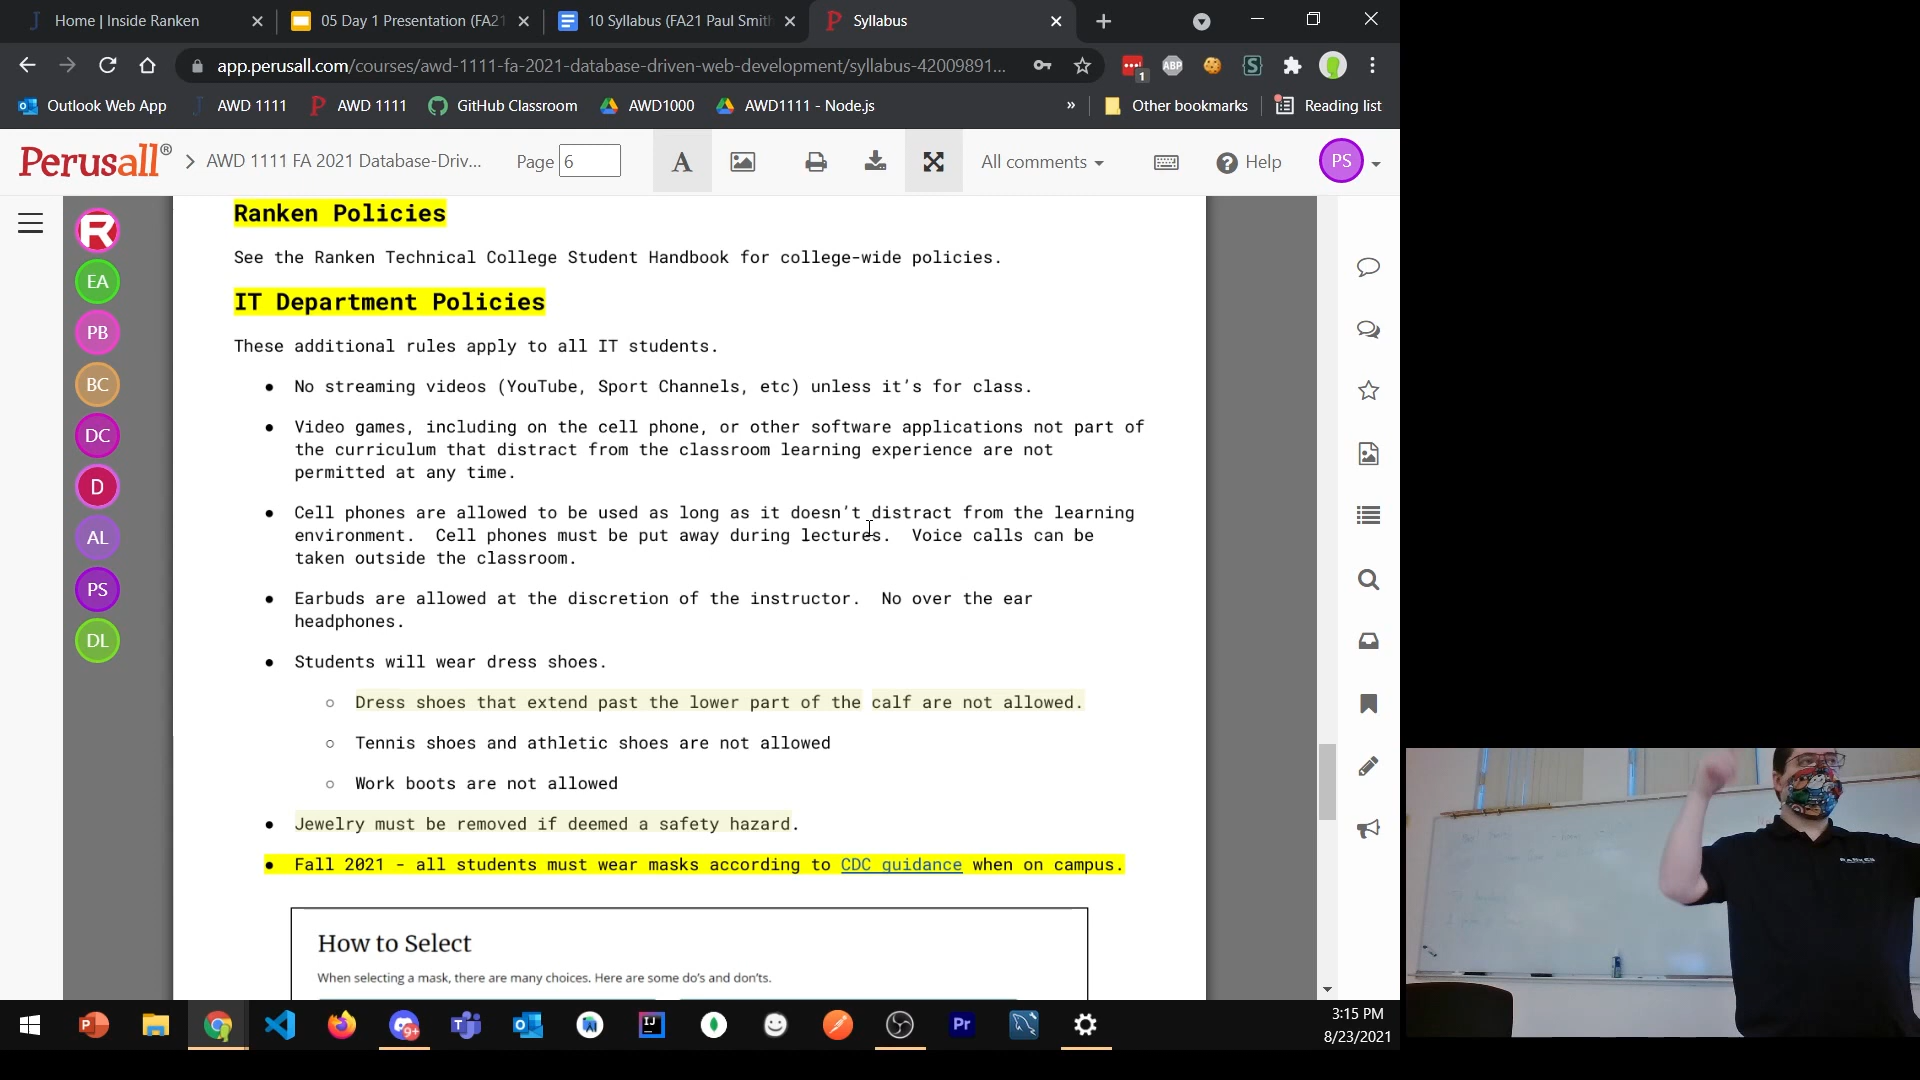 Home | Inside Ranken
05 Day 1 Presentation (FA21
10 Syllabus (FA21 Paul Smith
Syllabus
app.perusall.com/courses/awd-1111-fa-2021-database-driven-web-development/syllabus-42009891...
1
ABP
Outlook Web App
AWD 1111
AWD 1111
GitHub Classroom
AWD1000
AWD1111 - Node.js
»
Other bookmarks
Reading list
Perusall®
AWD 1111 FA 2021 Database-Driv...
Page 6
A
All comments
Help
PS
R
EA
PB
BC
DC
D
AL
PS
DL
Ranken Policies
See the Ranken Technical College Student Handbook for college-wide policies.
IT Department Policies
These additional rules apply to all IT students.
● No streaming videos (YouTube, Sport Channels, etc) unless it’s for class.
● Video games, including on the cell phone, or other software applications not part of
the curriculum that distract from the classroom learning experience are not
permitted at any time.
● Cell phones are allowed to be used as long as it doesn’t distract from the learning
environment. Cell phones must be put away during lectures. Voice calls can be
taken outside the classroom.
● Earbuds are allowed at the discretion of the instructor. No over the ear
headphones.
● Students will wear dress shoes.
○ Dress shoes that extend past the lower part of the calf are not allowed.
○ Tennis shoes and athletic shoes are not allowed
○ Work boots are not allowed
● Jewelry must be removed if deemed a safety hazard.
● Fall 2021 - all students must wear masks according to CDC guidance when on campus.
How to Select
When selecting a mask, there are many choices. Here are some do's and don'ts.
9+
IJ
Pr
3:15 PM
8/23/2021
RANKEN